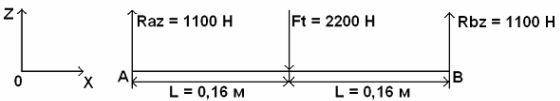 Z
Raz = 1100 Н
Ft = 2200 Н
Rbz = 1100 Н
0
X
A
B
L = 0,16 м
L = 0,16 м